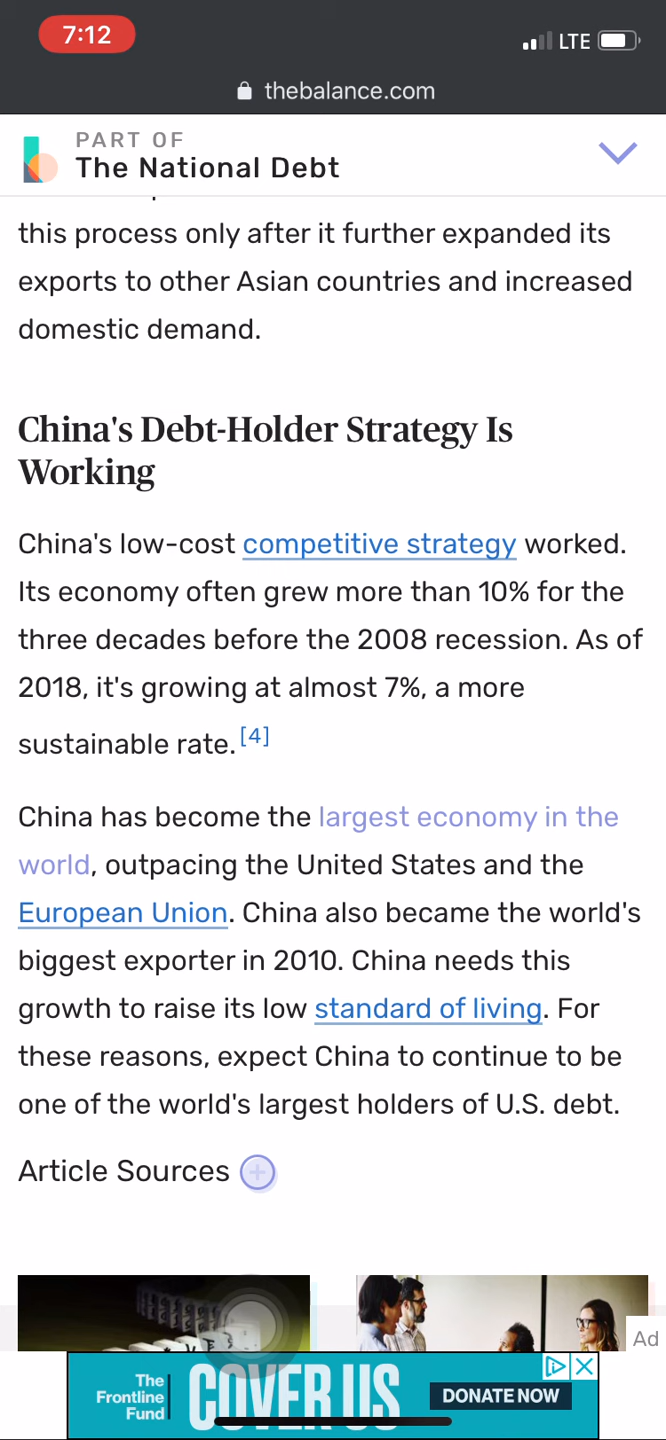 7:12
LTE
thebalance.com
PART OF
The National Debt
this process only after it further expanded its
exports to other Asian countries and increased
domestic demand.
China's Debt-Holder Strategy Is
Working
China's low-cost competitive strategy worked.
Its economy often grew more than 10% for the
three decades before the 2008 recession. As of
2018, it's growing at almost 7%, a more
sustainable rate. [4]
China has become the largest economy in the
world, outpacing the United States and the
European Union. China also became the world's
biggest exporter in 2010. China needs this
growth to raise its low standard of living. For
these reasons, expect China to continue to be
one of the world's largest holders of U.S. debt.
Article Sources
Ad
The
Frontline
Fund
COVER US
DONATE NOW